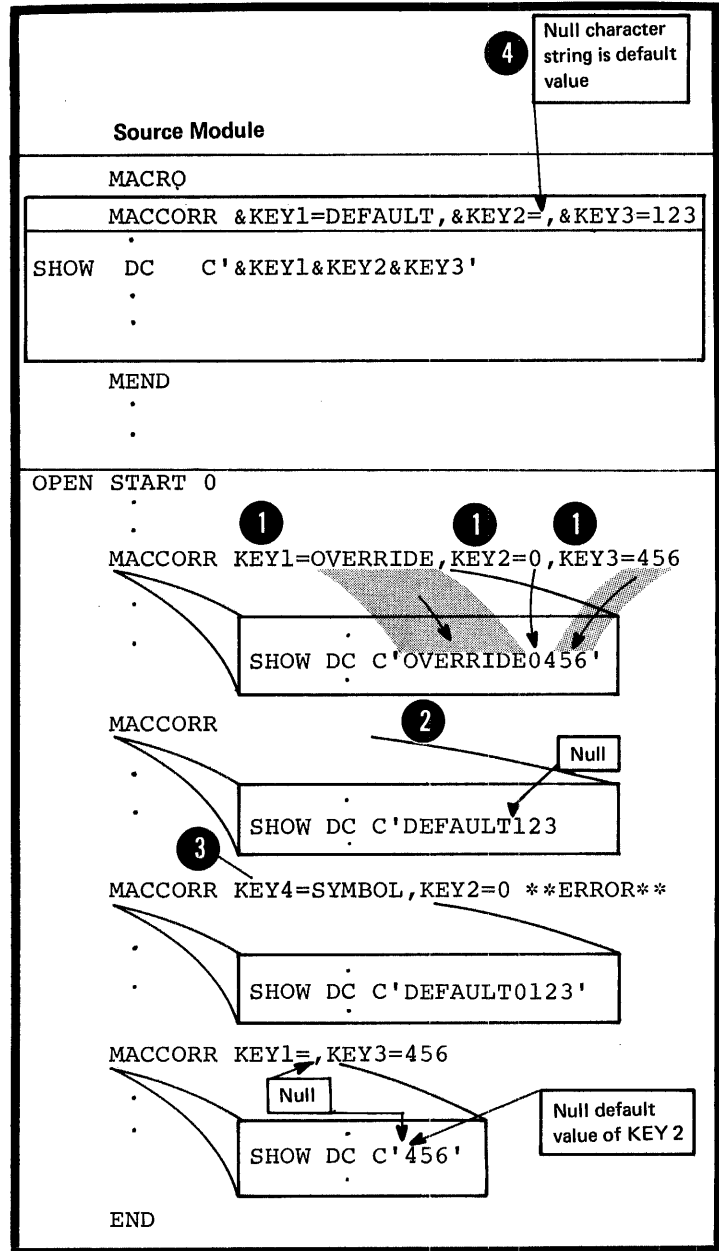 4
Null character
string is default
value
Source Module
MACRO
MACCORR &KEY1=DEFAULT,&KEY2=,&KEY3=123
.
SHOW DC C'&KEY1&KEY2&KEY3'
.
.
MEND
.
.
OPEN START 0
.
.
1 1 1
MACCORR KEY1=OVERRIDE,KEY2=0,KEY3=456
.
.
.
SHOW DC C'OVERRIDE0456'
.
MACCORR
2
Null
.
.
.
SHOW DC C'DEFAULT123
.
3
MACCORR KEY4=SYMBOL,KEY2=0 **ERROR**
.
.
.
SHOW DC C'DEFAULT0123'
.
MACCORR KEY1=,KEY3=456
Null
.
.
Null default
value of KEY 2
.
SHOW DC C'456'
.
END